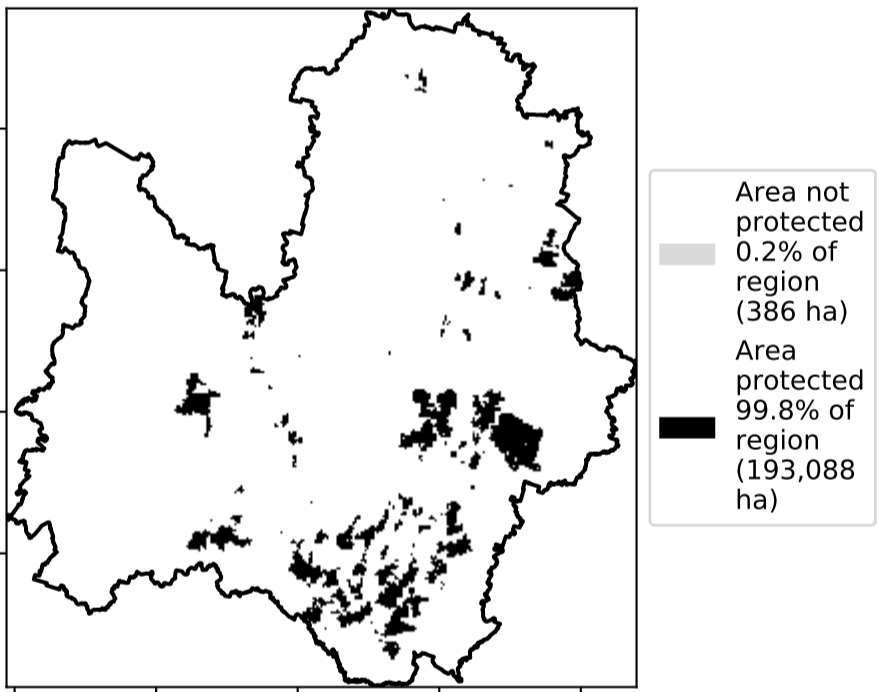 Area not
protected
0.2% of
region
(386 ha)
Area
protected
99.8% of
region
(193,088
ha)